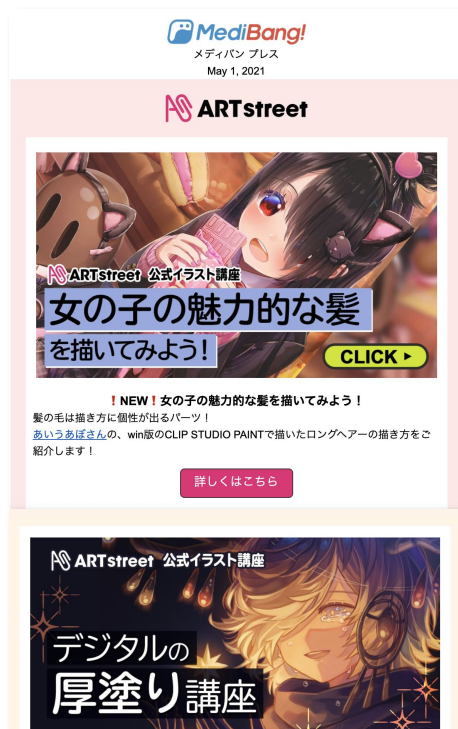 MediBang!
メディバン プレス
May 1, 2021
ARTstreet
ARTstreet 公式イラスト講座
女の子の魅力的な髪
を描いてみよう！
CLICK
❗NEW❗女の子の魅力的な髪を描いてみよう！
髪の毛は描き方に個性が出るパーツ！
あいうあぽさんの、win版のCLIP STUDIO PAINTで描いたロングヘアーの描き方をご
紹介します！
詳しくはこちら
ARTstreet 公式イラスト講座
デジタルの
厚塗り講座